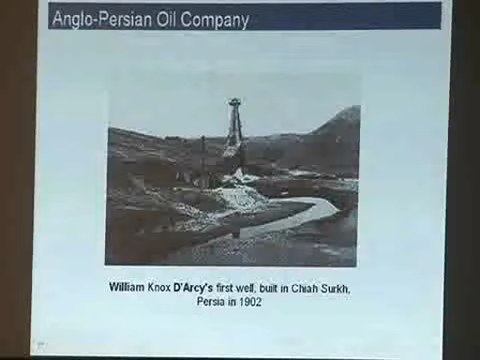 Anglo-Persian Oil Company
William Knox D'Arcy's first well, built in Chiah Surkh,
Persia in 1902